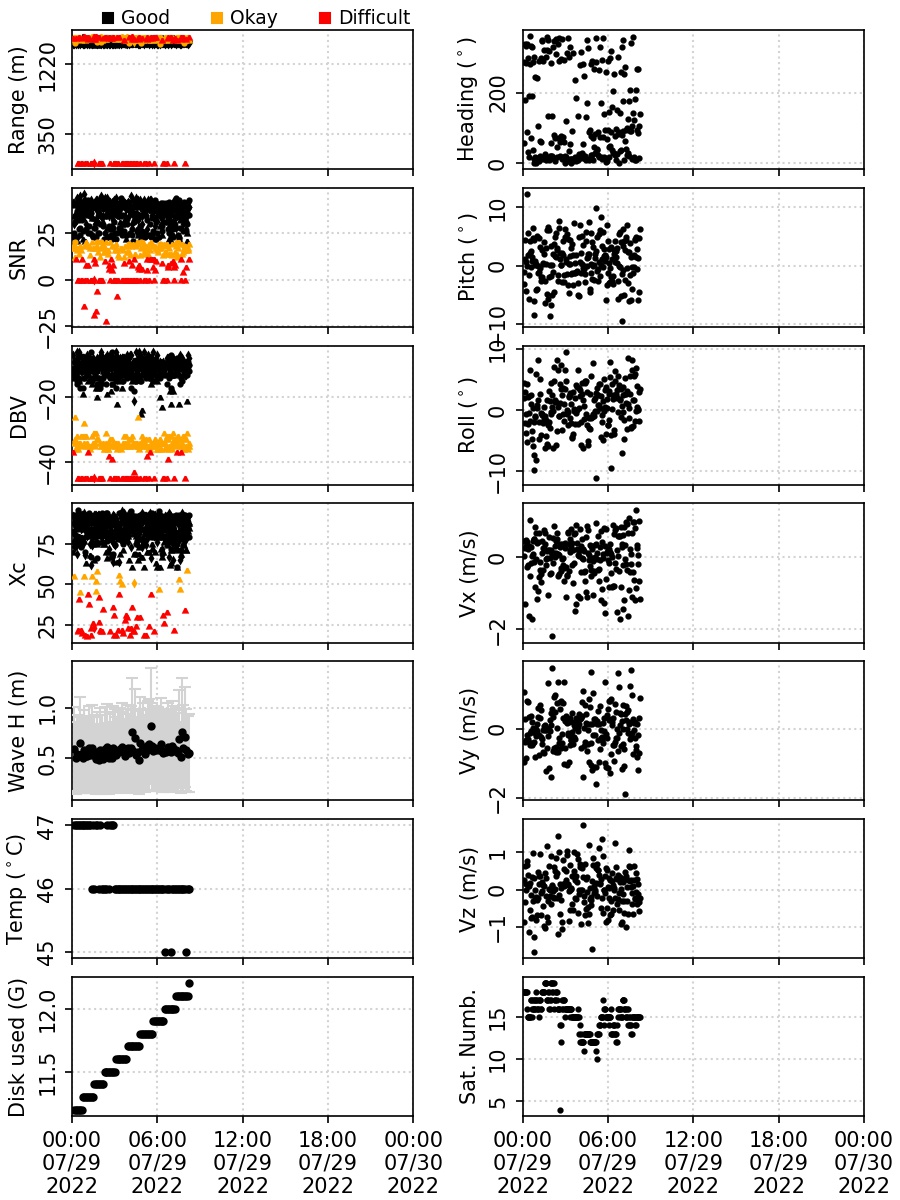 Good Okay Difficult
Range (m)
1220
350
Heading (°)
200
0
SNR
25
0
−25
Pitch (°)
10
0
−10
DBV
−20
−40
Roll (°)
10
0
−10
Xc
75
50
25
Vx (m/s)
0
−2
Wave H (m)
1.0
0.5
Vy (m/s)
0
−2
Temp (°C)
47
46
45
Vz (m/s)
1
0
−1
Disk used (G)
12.0
11.5
Sat. Numb.
15
10
5
00:00 06:00 12:00 18:00 00:00
07/29 07/29 07/29 07/29 07/30
2022 2022 2022 2022 2022
00:00 06:00 12:00 18:00 00:00
07/29 07/29 07/29 07/29 07/30
2022 2022 2022 2022 2022